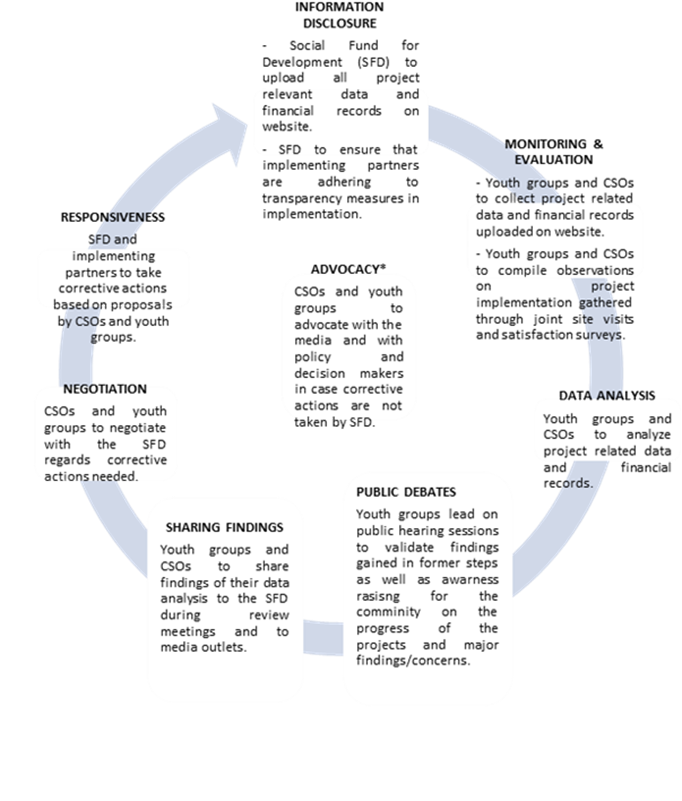 INFORMATION
DISCLOSURE
- Social Fund for
Development (SFD) to
upload all project
relevant data and
financial records on
website.
- SFD to ensure that
implementing partners
are adhering to
transparency measures in
implementation.
MONITORING &
EVALUATION
- Youth groups and CSOs
to collect project related
data and financial records
uploaded on website.
- Youth groups and CSOs
to compile observations
on project
implementation gathered
through joint site visits
and satisfaction surveys.
DATA ANALYSIS
Youth groups and
CSOs to analyze
project related data
and financial
records.
PUBLIC DEBATES
Youth groups lead on
public hearing sessions
to validate findings
gained in former steps
as well as awarness
rasisng for the
comminity on the
progress of the
projects and major
findings/concerns.
SHARING FINDINGS
Youth groups and
CSOs to share
findings of their data
analysis to the SFD
during review
meetings and to
media outlets.
NEGOTIATION
CSOs and youth
groups to negotiate
with the SFD
regards corrective
actions needed.
RESPONSIVENESS
SFD and
implementing
partners to take
corrective actions
based on proposals
by CSOs and youth
groups.
ADVOCACY*
CSOs and youth
groups to
advocate with the
media and with
policy and
decision makers
in case corrective
actions are not
taken by SFD.